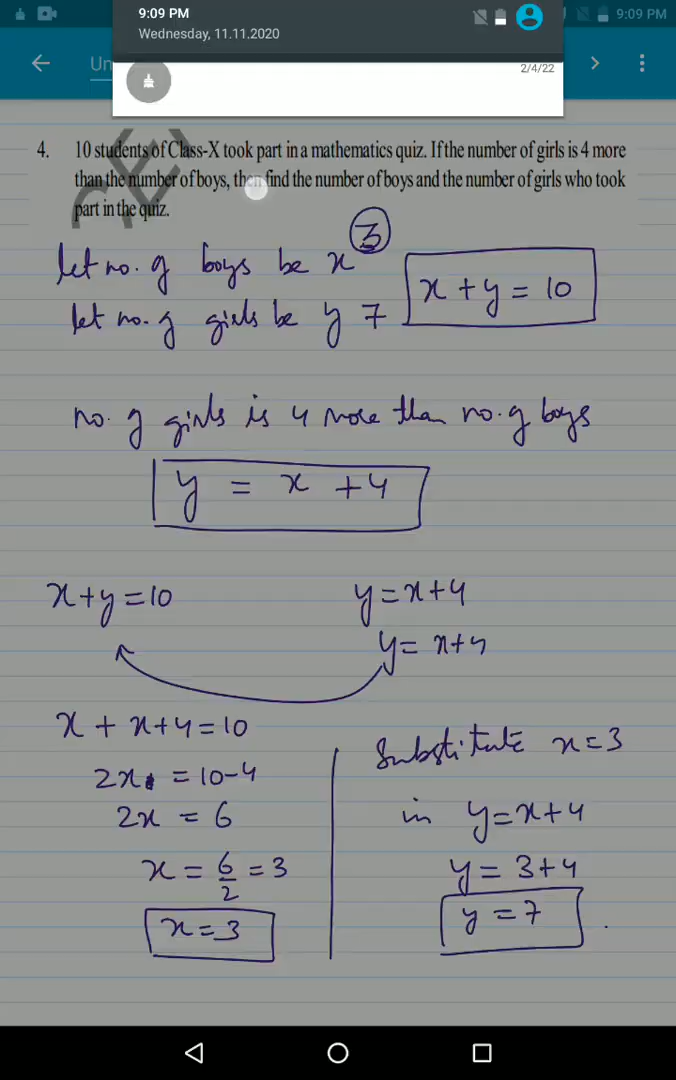 9:09 PM
Wednesday, 11.11.2020
9:09 PM
Un
2/4/22
4. 10 students of Class-X took part in a mathematics quiz. If the number of girls is 4 more
than the number of boys, then find the number of boys and the number of girls who took
part in the quiz.
let no. of boys be x 3
let no. of girls be y 7
x + y = 10
no. of girls is 4 more than no. of boys
y = x + 4
x+y=10
y=x+4
y= x+4
x + x+4=10
2x = 10-4
2x = 6
x = 6/2 = 3
x=3
Substitute x=3
in y=x+4
y= 3+4
y =7